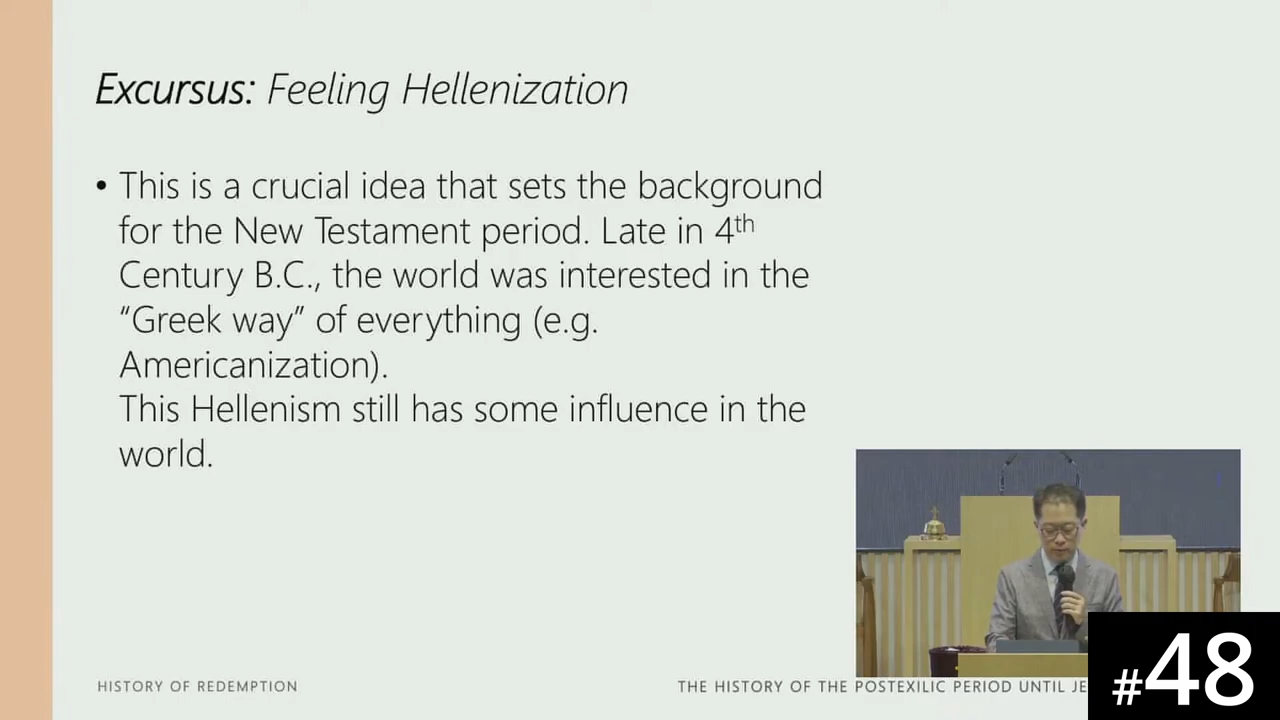 Excursus: Feeling Hellenization
• This is a crucial idea that sets the background
for the New Testament period. Late in 4th
Century B.C., the world was interested in the
“Greek way” of everything (e.g.
Americanization).
This Hellenism still has some influence in the
world.
HISTORY OF REDEMPTION
THE HISTORY OF THE POSTEXILIC PERIOD UNTIL JE
#48